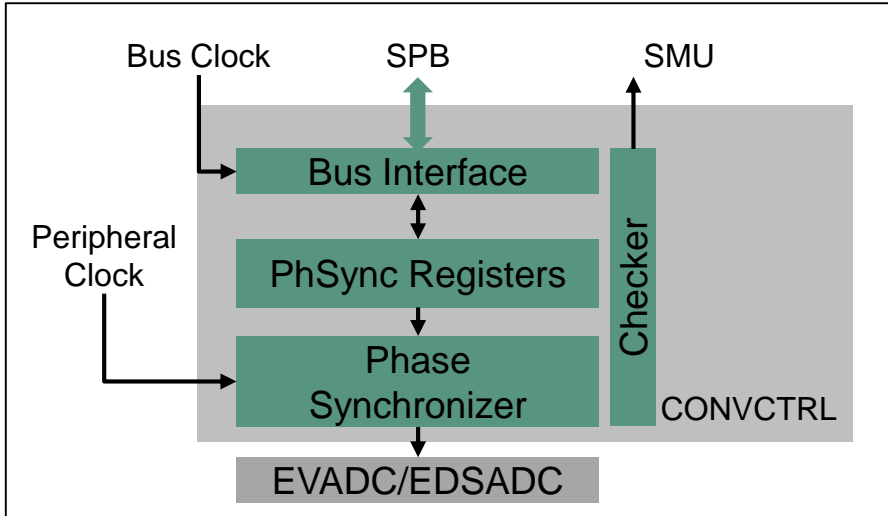 Bus Clock
SPB
SMU
Bus Interface
Peripheral
Clock
PhSync Registers
Checker
Phase
Synchronizer
CONVCTRL
EVADC/EDSADC